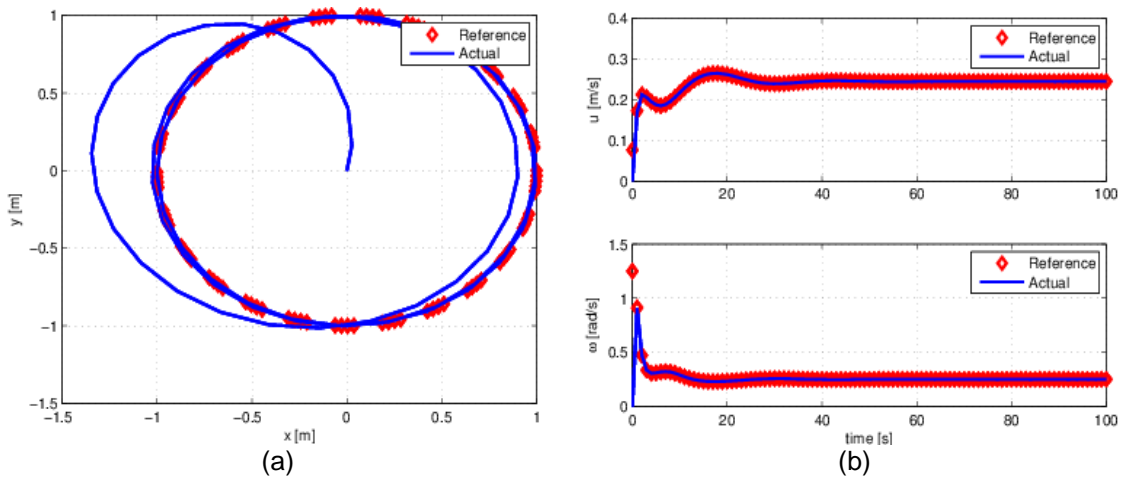 1
0.5
0
−0.5
−1
−1.5
y [m]
−1.5
−1
−0.5
0
0.5
1
x [m]
Reference
Actual
(a)
0.4
0.3
0.2
0.1
0
u [m/s]
0
20
40
60
80
100
Reference
Actual
1.5
1
0.5
0
ω [rad/s]
0
20
40
60
80
100
time [s]
Reference
Actual
(b)